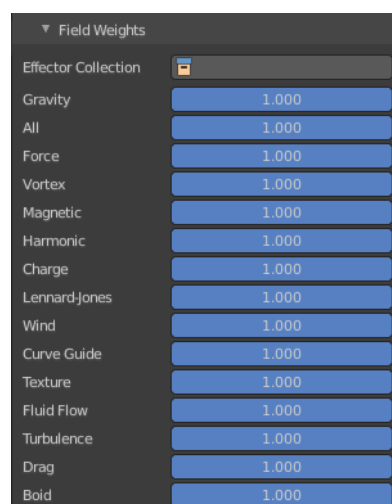 Field Weights
Effector Collection
Gravity 1.000
All 1.000
Force 1.000
Vortex 1.000
Magnetic 1.000
Harmonic 1.000
Charge 1.000
Lennard-Jones 1.000
Wind 1.000
Curve Guide 1.000
Texture 1.000
Fluid Flow 1.000
Turbulence 1.000
Drag 1.000
Boid 1.000